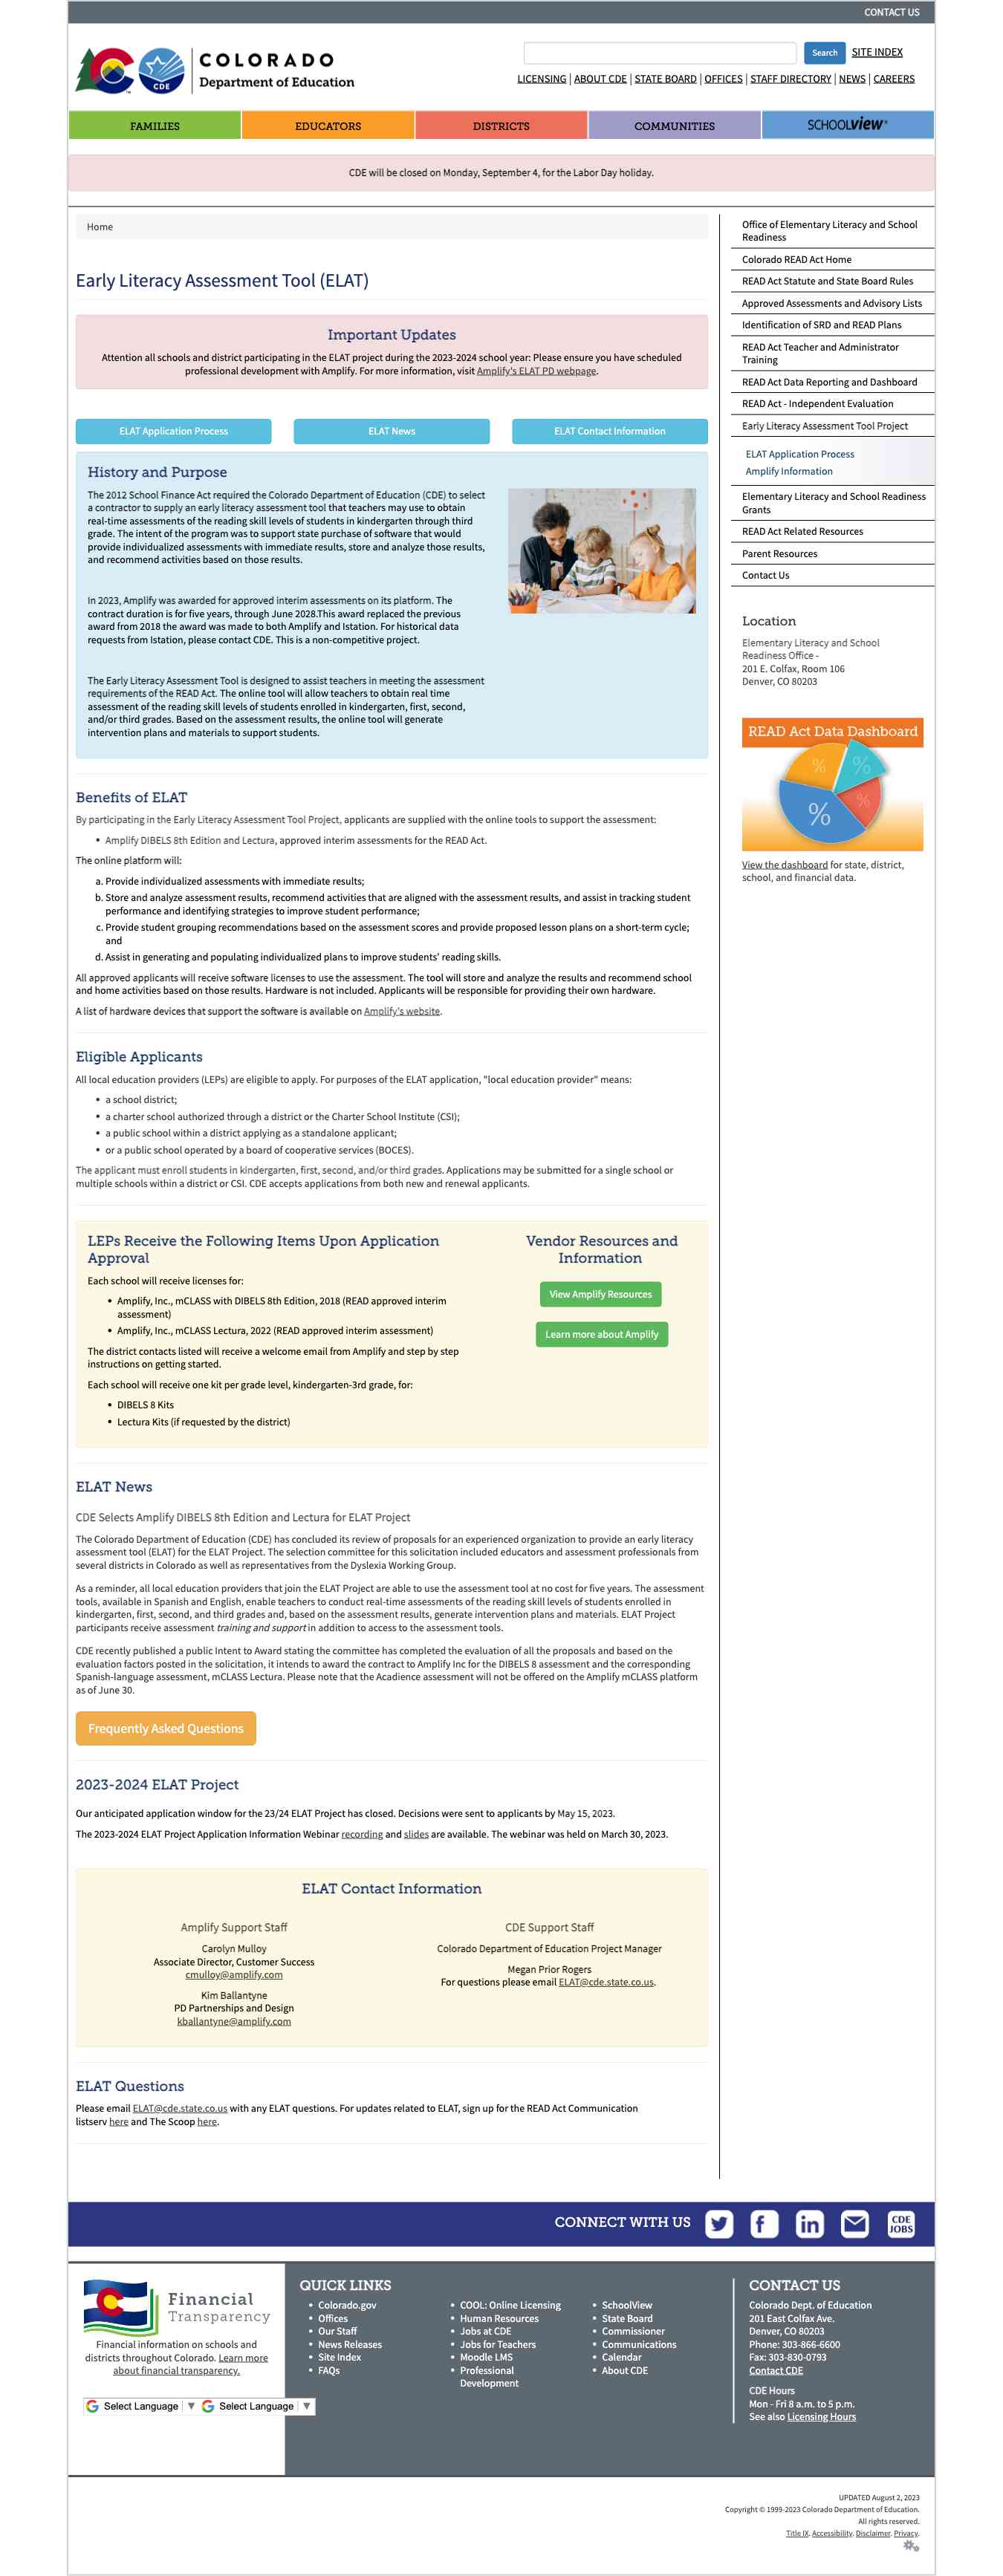 CONTACT US
COLORADO
Department of Education
CDE
Search
SITE INDEX
LICENSING | ABOUT CDE | STATE BOARD | OFFICES | STAFF DIRECTORY | NEWS | CAREERS
FAMILIES
EDUCATORS
DISTRICTS
COMMUNITIES
SCHOOLVIEW®
CDE will be closed on Monday, September 4, for the Labor Day holiday.
Home
Early Literacy Assessment Tool (ELAT)
Important Updates
Attention all schools and district participating in the ELAT project during the 2023-2024 school year: Please ensure you have scheduled
professional development with Amplify. For more information, visit Amplify's ELAT PD webpage.
ELAT Application Process
ELAT News
ELAT Contact Information
History and Purpose
The 2012 School Finance Act required the Colorado Department of Education (CDE) to select
a contractor to supply an early literacy assessment tool that teachers may use to obtain
real-time assessments of the reading skill levels of students in kindergarten through third
grade. The intent of the program was to support state purchase of software that would
provide individualized assessments with immediate results, store and analyze those results,
and recommend activities based on those results.
In 2023, Amplify was awarded for approved interim assessments on its platform. The
contract duration is for five years, through June 2028.This award replaced the previous
award from 2018 the award was made to both Amplify and Istation. For historical data
requests from Istation, please contact CDE. This is a non-competitive project.
The Early Literacy Assessment Tool is designed to assist teachers in meeting the assessment
requirements of the READ Act. The online tool will allow teachers to obtain real time
assessment of the reading skill levels of students enrolled in kindergarten, first, second,
and/or third grades. Based on the assessment results, the online tool will generate
intervention plans and materials to support students.
Benefits of ELAT
By participating in the Early Literacy Assessment Tool Project, applicants are supplied with the online tools to support the assessment:
• Amplify DIBELS 8th Edition and Lectura, approved interim assessments for the READ Act.
The online platform will:
a. Provide individualized assessments with immediate results;
b. Store and analyze assessment results, recommend activities that are aligned with the assessment results, and assist in tracking student
performance and identifying strategies to improve student performance;
c. Provide student grouping recommendations based on the assessment scores and provide proposed lesson plans on a short-term cycle;
and
d. Assist in generating and populating individualized plans to improve students' reading skills.
All approved applicants will receive software licenses to use the assessment. The tool will store and analyze the results and recommend school
and home activities based on those results. Hardware is not included. Applicants will be responsible for providing their own hardware.
A list of hardware devices that support the software is available on Amplify's website.
Eligible Applicants
All local education providers (LEPs) are eligible to apply. For purposes of the ELAT application, "local education provider" means:
• a school district;
• a charter school authorized through a district or the Charter School Institute (CSI);
• a public school within a district applying as a standalone applicant;
• or a public school operated by a board of cooperative services (BOCES).
The applicant must enroll students in kindergarten, first, second, and/or third grades. Applications may be submitted for a single school or
multiple schools within a district or CSI. CDE accepts applications from both new and renewal applicants.
LEPs Receive the Following Items Upon Application
Approval
Each school will receive licenses for:
• Amplify, Inc., mCLASS with DIBELS 8th Edition, 2018 (READ approved interim
assessment)
• Amplify, Inc., mCLASS Lectura, 2022 (READ approved interim assessment)
The district contacts listed will receive a welcome email from Amplify and step by step
instructions on getting started.
Each school will receive one kit per grade level, kindergarten-3rd grade, for:
• DIBELS 8 Kits
• Lectura Kits (if requested by the district)
Vendor Resources and
Information
View Amplify Resources
Learn more about Amplify
ELAT News
CDE Selects Amplify DIBELS 8th Edition and Lectura for ELAT Project
The Colorado Department of Education (CDE) has concluded its review of proposals for an experienced organization to provide an early literacy
assessment tool (ELAT) for the ELAT Project. The selection committee for this solicitation included educators and assessment professionals from
several districts in Colorado as well as representatives from the Dyslexia Working Group.
As a reminder, all local education providers that join the ELAT Project are able to use the assessment tool at no cost for five years. The assessment
tools, available in Spanish and English, enable teachers to conduct real-time assessments of the reading skill levels of students enrolled in
kindergarten, first, second, and third grades and, based on the assessment results, generate intervention plans and materials. ELAT Project
participants receive assessment training and support in addition to access to the assessment tools.
CDE recently published a public Intent to Award stating the committee has completed the evaluation of all the proposals and based on the
evaluation factors posted in the solicitation, it intends to award the contract to Amplify Inc for the DIBELS 8 assessment and the corresponding
Spanish-language assessment, mCLASS Lectura. Please note that the Acadience assessment will not be offered on the Amplify mCLASS platform
as of June 30.
Frequently Asked Questions
2023-2024 ELAT Project
Our anticipated application window for the 23/24 ELAT Project has closed. Decisions were sent to applicants by May 15, 2023.
The 2023-2024 ELAT Project Application Information Webinar recording and slides are available. The webinar was held on March 30, 2023.
ELAT Contact Information
Amplify Support Staff
Carolyn Mulloy
Associate Director, Customer Success
cmulloy@amplify.com
Kim Ballantyne
PD Partnerships and Design
kballantyne@amplify.com
CDE Support Staff
Colorado Department of Education Project Manager
Megan Prior Rogers
For questions please email ELAT@cde.state.co.us.
ELAT Questions
Please email ELAT@cde.state.co.us with any ELAT questions. For updates related to ELAT, sign up for the READ Act Communication
listserv here and The Scoop here.
Office of Elementary Literacy and School
Readiness
Colorado READ Act Home
READ Act Statute and State Board Rules
Approved Assessments and Advisory Lists
Identification of SRD and READ Plans
READ Act Teacher and Administrator
Training
READ Act Data Reporting and Dashboard
READ Act - Independent Evaluation
Early Literacy Assessment Tool Project
ELAT Application Process
Amplify Information
Elementary Literacy and School Readiness
Grants
READ Act Related Resources
Parent Resources
Contact Us
Location
Elementary Literacy and School
Readiness Office -
201 E. Colfax, Room 106
Denver, CO 80203
READ Act Data Dashboard
%
%
%
%
View the dashboard for state, district,
school, and financial data.
CONNECT WITH US
CDE
JOBS
Financial
Transparency
Financial information on schools and
districts throughout Colorado. Learn more
about financial transparency.
Select Language ▼
Select Language ▼
QUICK LINKS
• Colorado.gov
• Offices
• Our Staff
• News Releases
• Site Index
• FAQs
• COOL: Online Licensing
• Human Resources
• Jobs at CDE
• Jobs for Teachers
• Moodle LMS
• Professional
Development
• SchoolView
• State Board
• Commissioner
• Communications
• Calendar
• About CDE
CONTACT US
Colorado Dept. of Education
201 East Colfax Ave.
Denver, CO 80203
Phone: 303-866-6600
Fax: 303-830-0793
Contact CDE
CDE Hours
Mon - Fri 8 a.m. to 5 p.m.
See also Licensing Hours
UPDATED August 2, 2023
Copyright © 1999-2023 Colorado Department of Education.
All rights reserved.
Title IX. Accessibility. Disclaimer. Privacy.